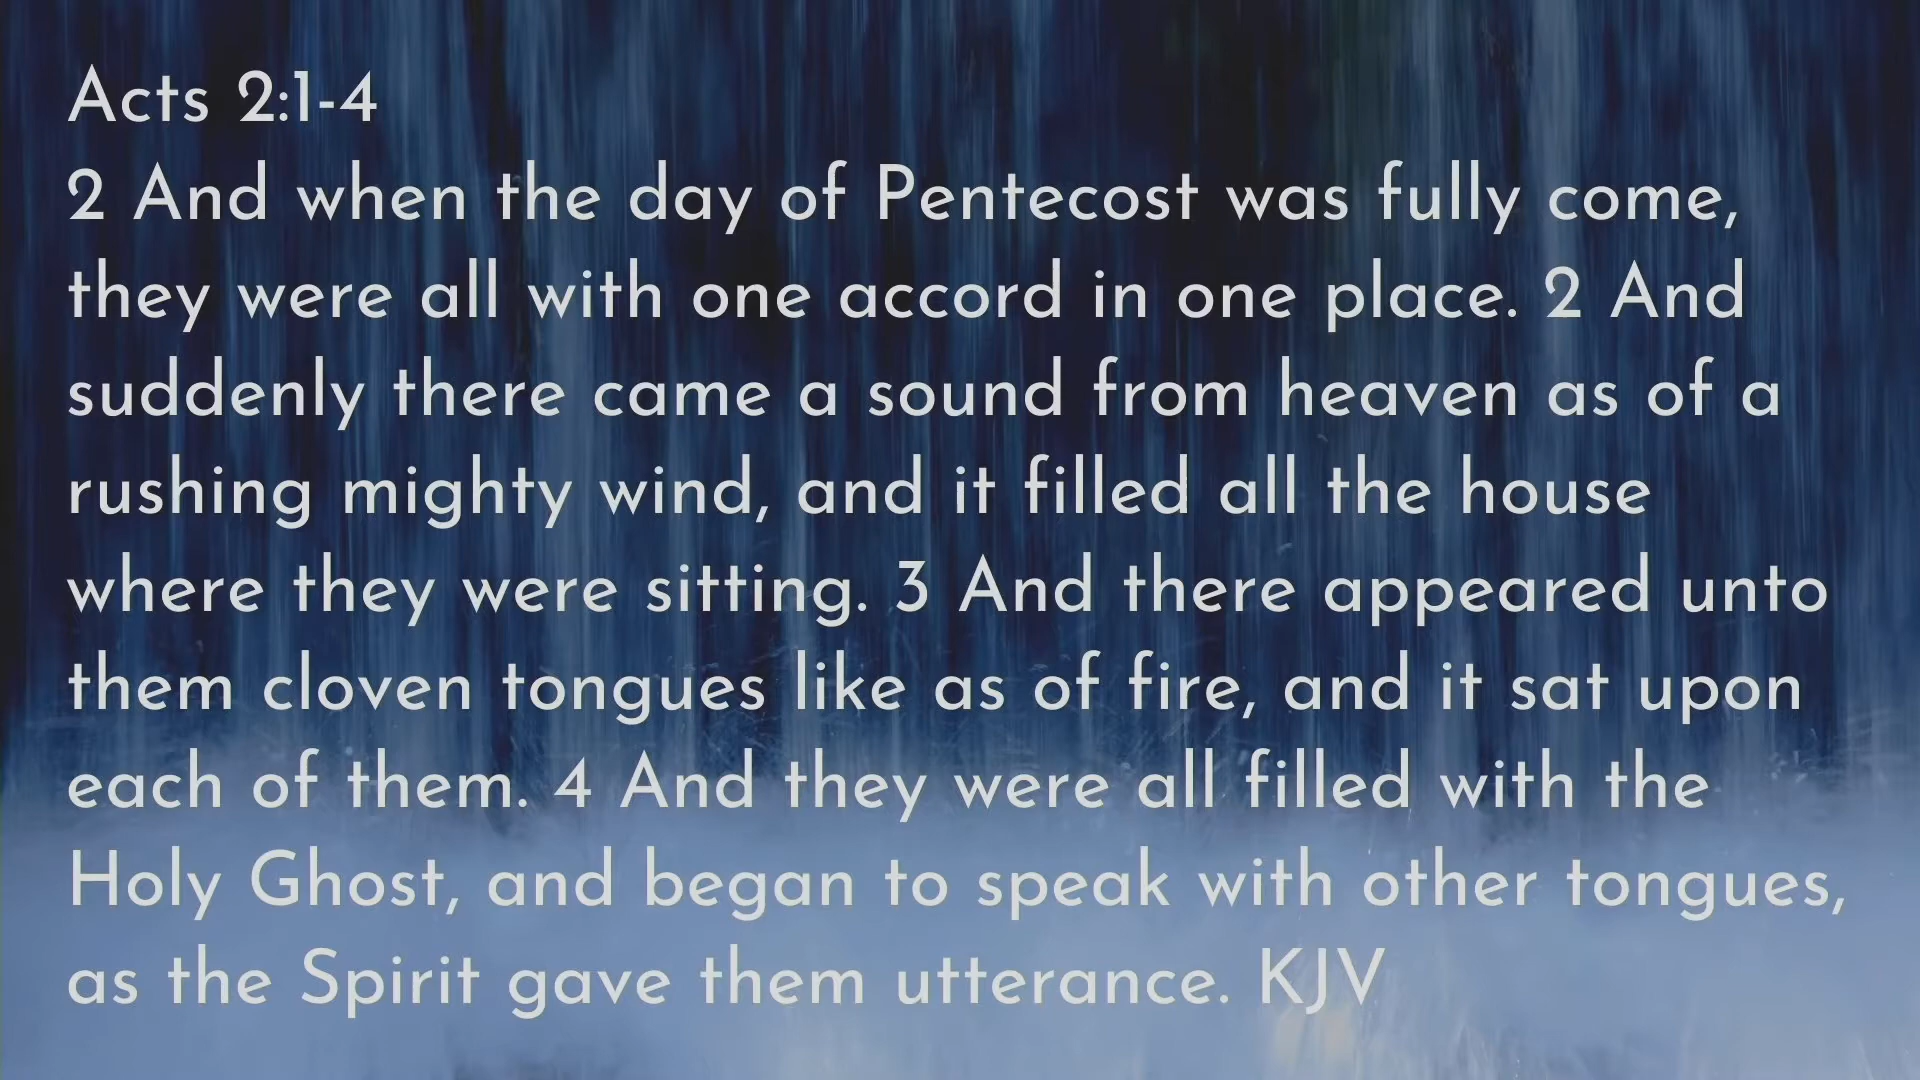 Acts 2:1-4
2 And when the day of Pentecost was fully come,
they were all with one accord in one place. 2 And
suddenly there came a sound from heaven as of a
rushing mighty wind, and it filled all the house
where they were sitting. 3 And there appeared unto
them cloven tongues like as of fire, and it sat upon
each of them. 4 And they were all filled with the
Holy Ghost, and began to speak with other tongues,
as the Spirit gave them utterance. KJV